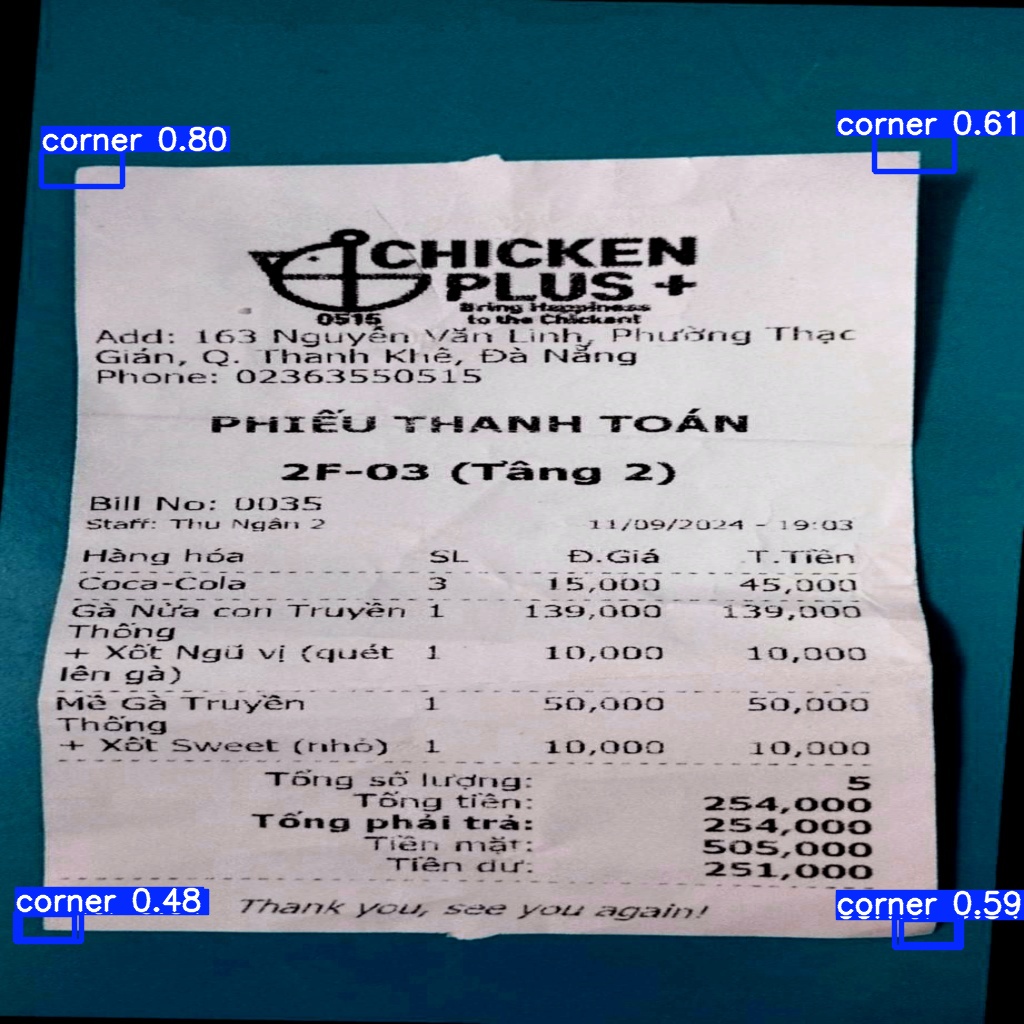 corner 0.80
corner 0.61
CHICKEN
PLUS +
0515
Bring Happiness
to the Chickent
Add: 163 Nguyễn Văn Linh, Phường Thạc
Gián, Q. Thanh Khê, Đà Nẵng
Phone: 02363550515
PHIẾU THANH TOÁN
2F-03 (Tầng 2)
Bill No: 0035
Staff: Thu Ngân 2 11/09/2024 - 19:03
Hàng hóa SL Đ.Giá T.Tiền
Coca-Cola 3 15,000 45,000
Gà Nửa con Truyền 1 139,000 139,000
Thống
+ Xốt Ngũ vị (quét 1 10,000 10,000
lên gà)
Mề Gà Truyền 1 50,000 50,000
Thống
+ Xốt Sweet (nhỏ) 1 10,000 10,000
Tổng số lượng: 5
Tổng tiền: 254,000
Tổng phải trả: 254,000
Tiền mặt: 505,000
Tiền dư: 251,000
Thank you, see you again!
corner 0.48
corner 0.59